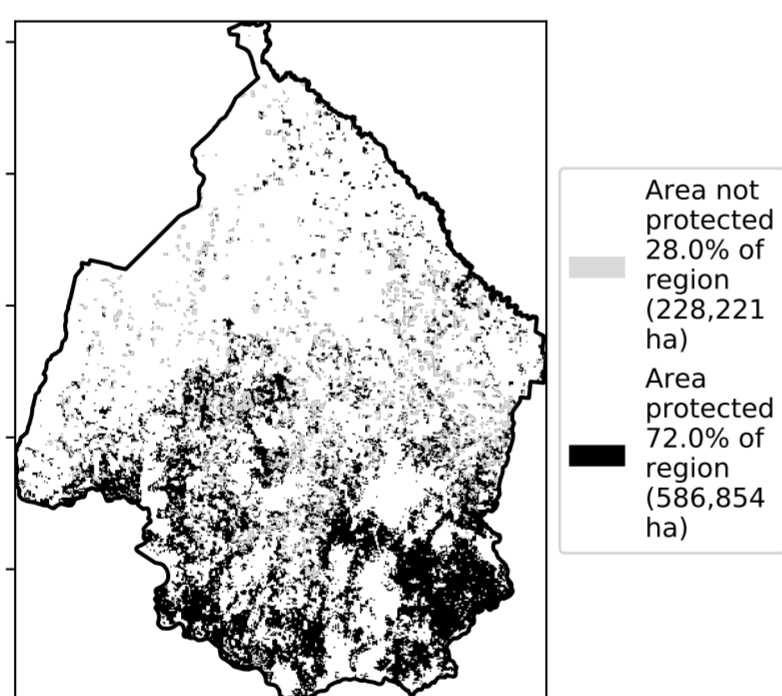 Area not
protected
28.0% of
region
(228,221
ha)
Area
protected
72.0% of
region
(586,854
ha)